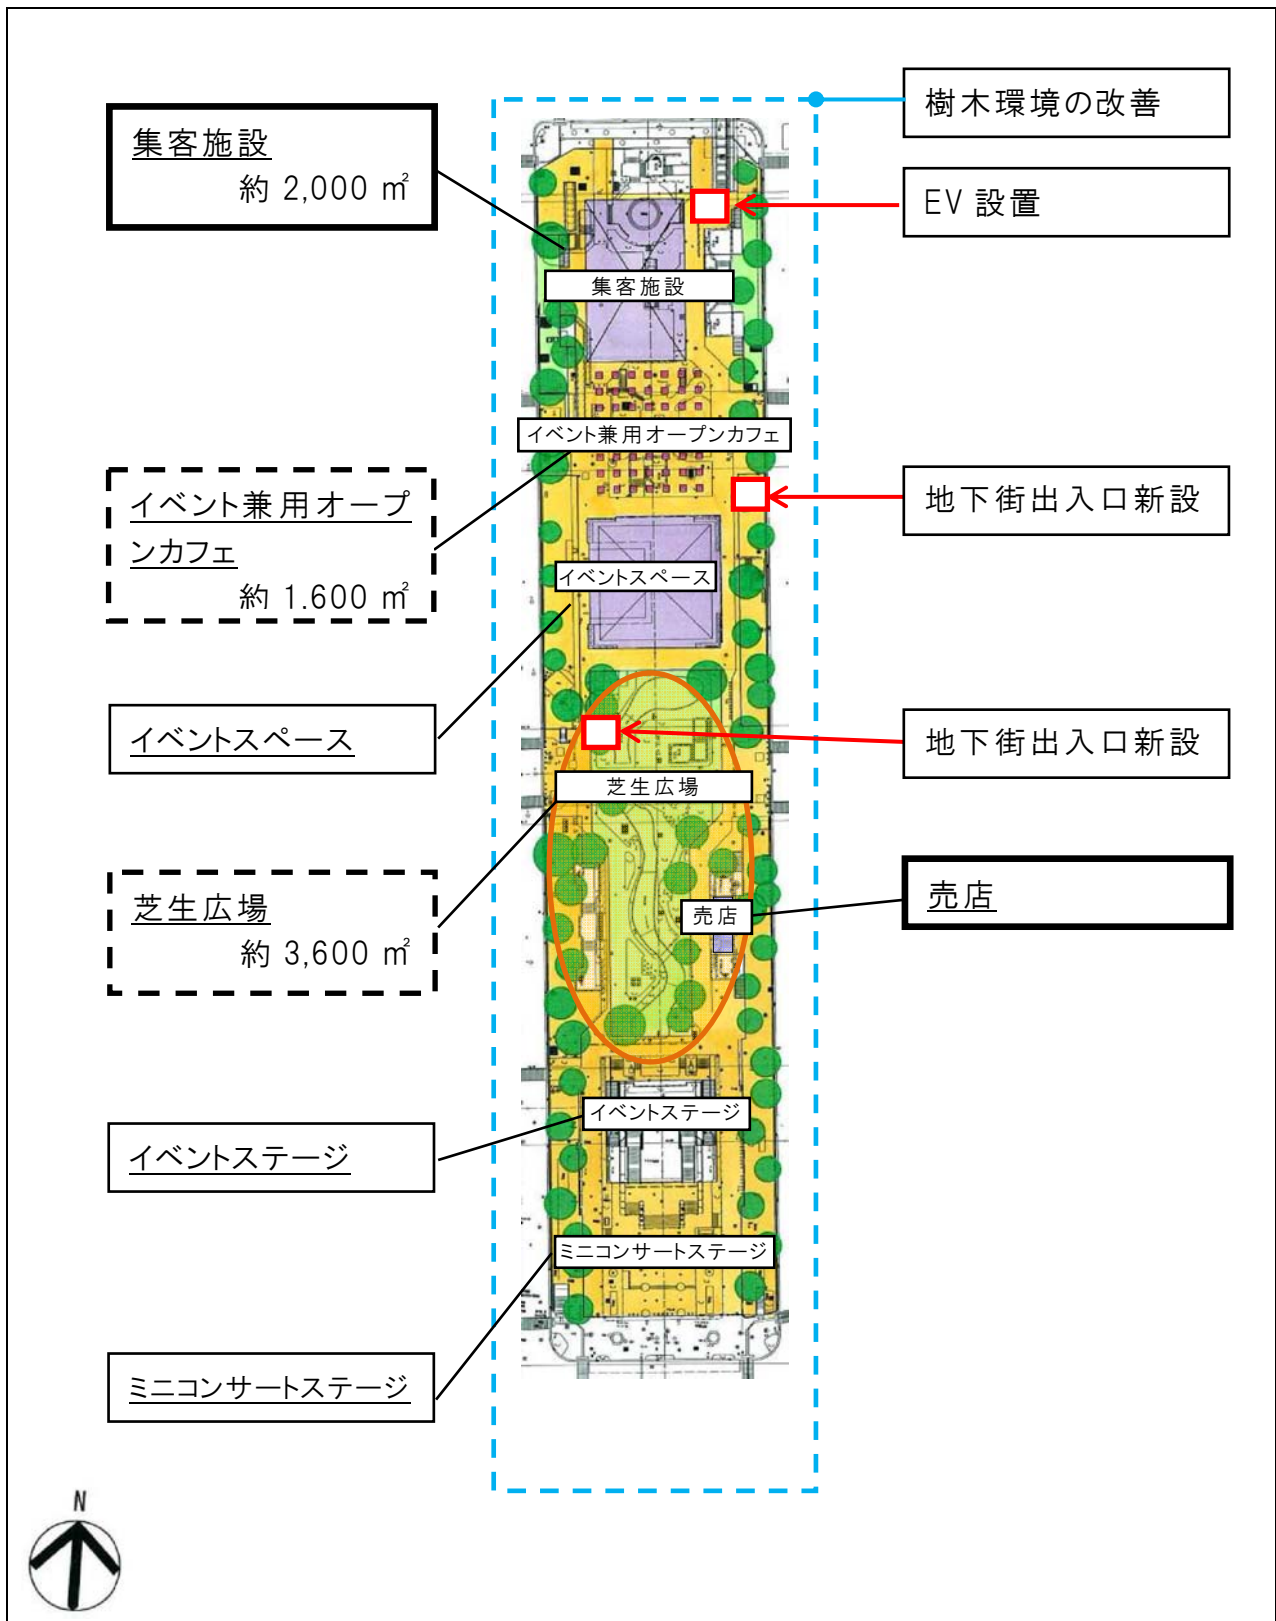 樹木環境の改善
集客施設
約 2,000 ㎡
EV 設置
集客施設
イベント兼用オープンカフェ
イベント兼用オープ
ンカフェ
約 1.600 ㎡
地下街出入口新設
イベントスペース
イベントスペース
地下街出入口新設
芝生広場
芝生広場
約 3,600 ㎡
売店
売店
イベントステージ
イベントステージ
ミニコンサートステージ
ミニコンサートステージ
N